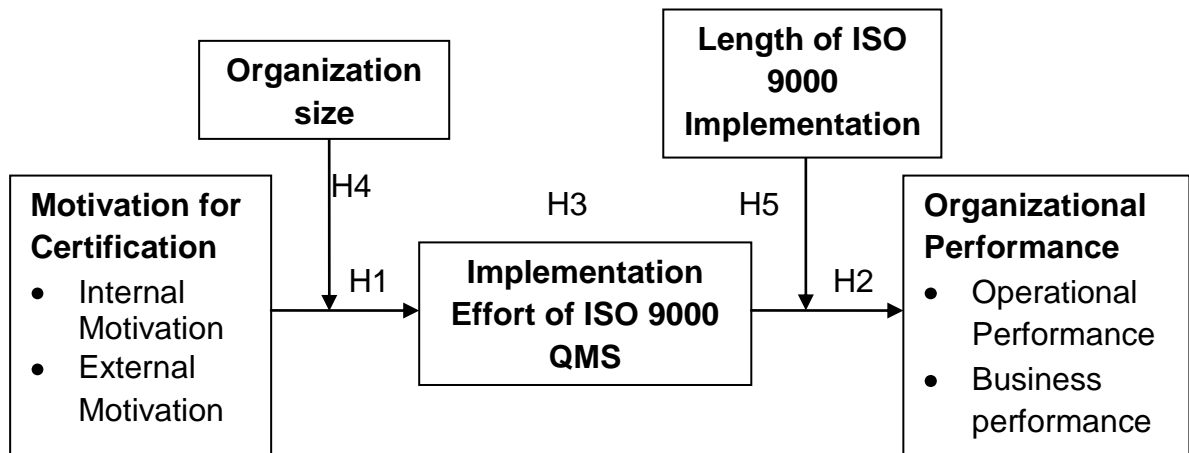 Organization
size
Length of ISO
9000
Implementation
H4
H3
H5
Motivation for
Certification
• Internal
Motivation
• External
Motivation
H1
Implementation
Effort of ISO 9000
QMS
H2
Organizational
Performance
• Operational
Performance
• Business
performance